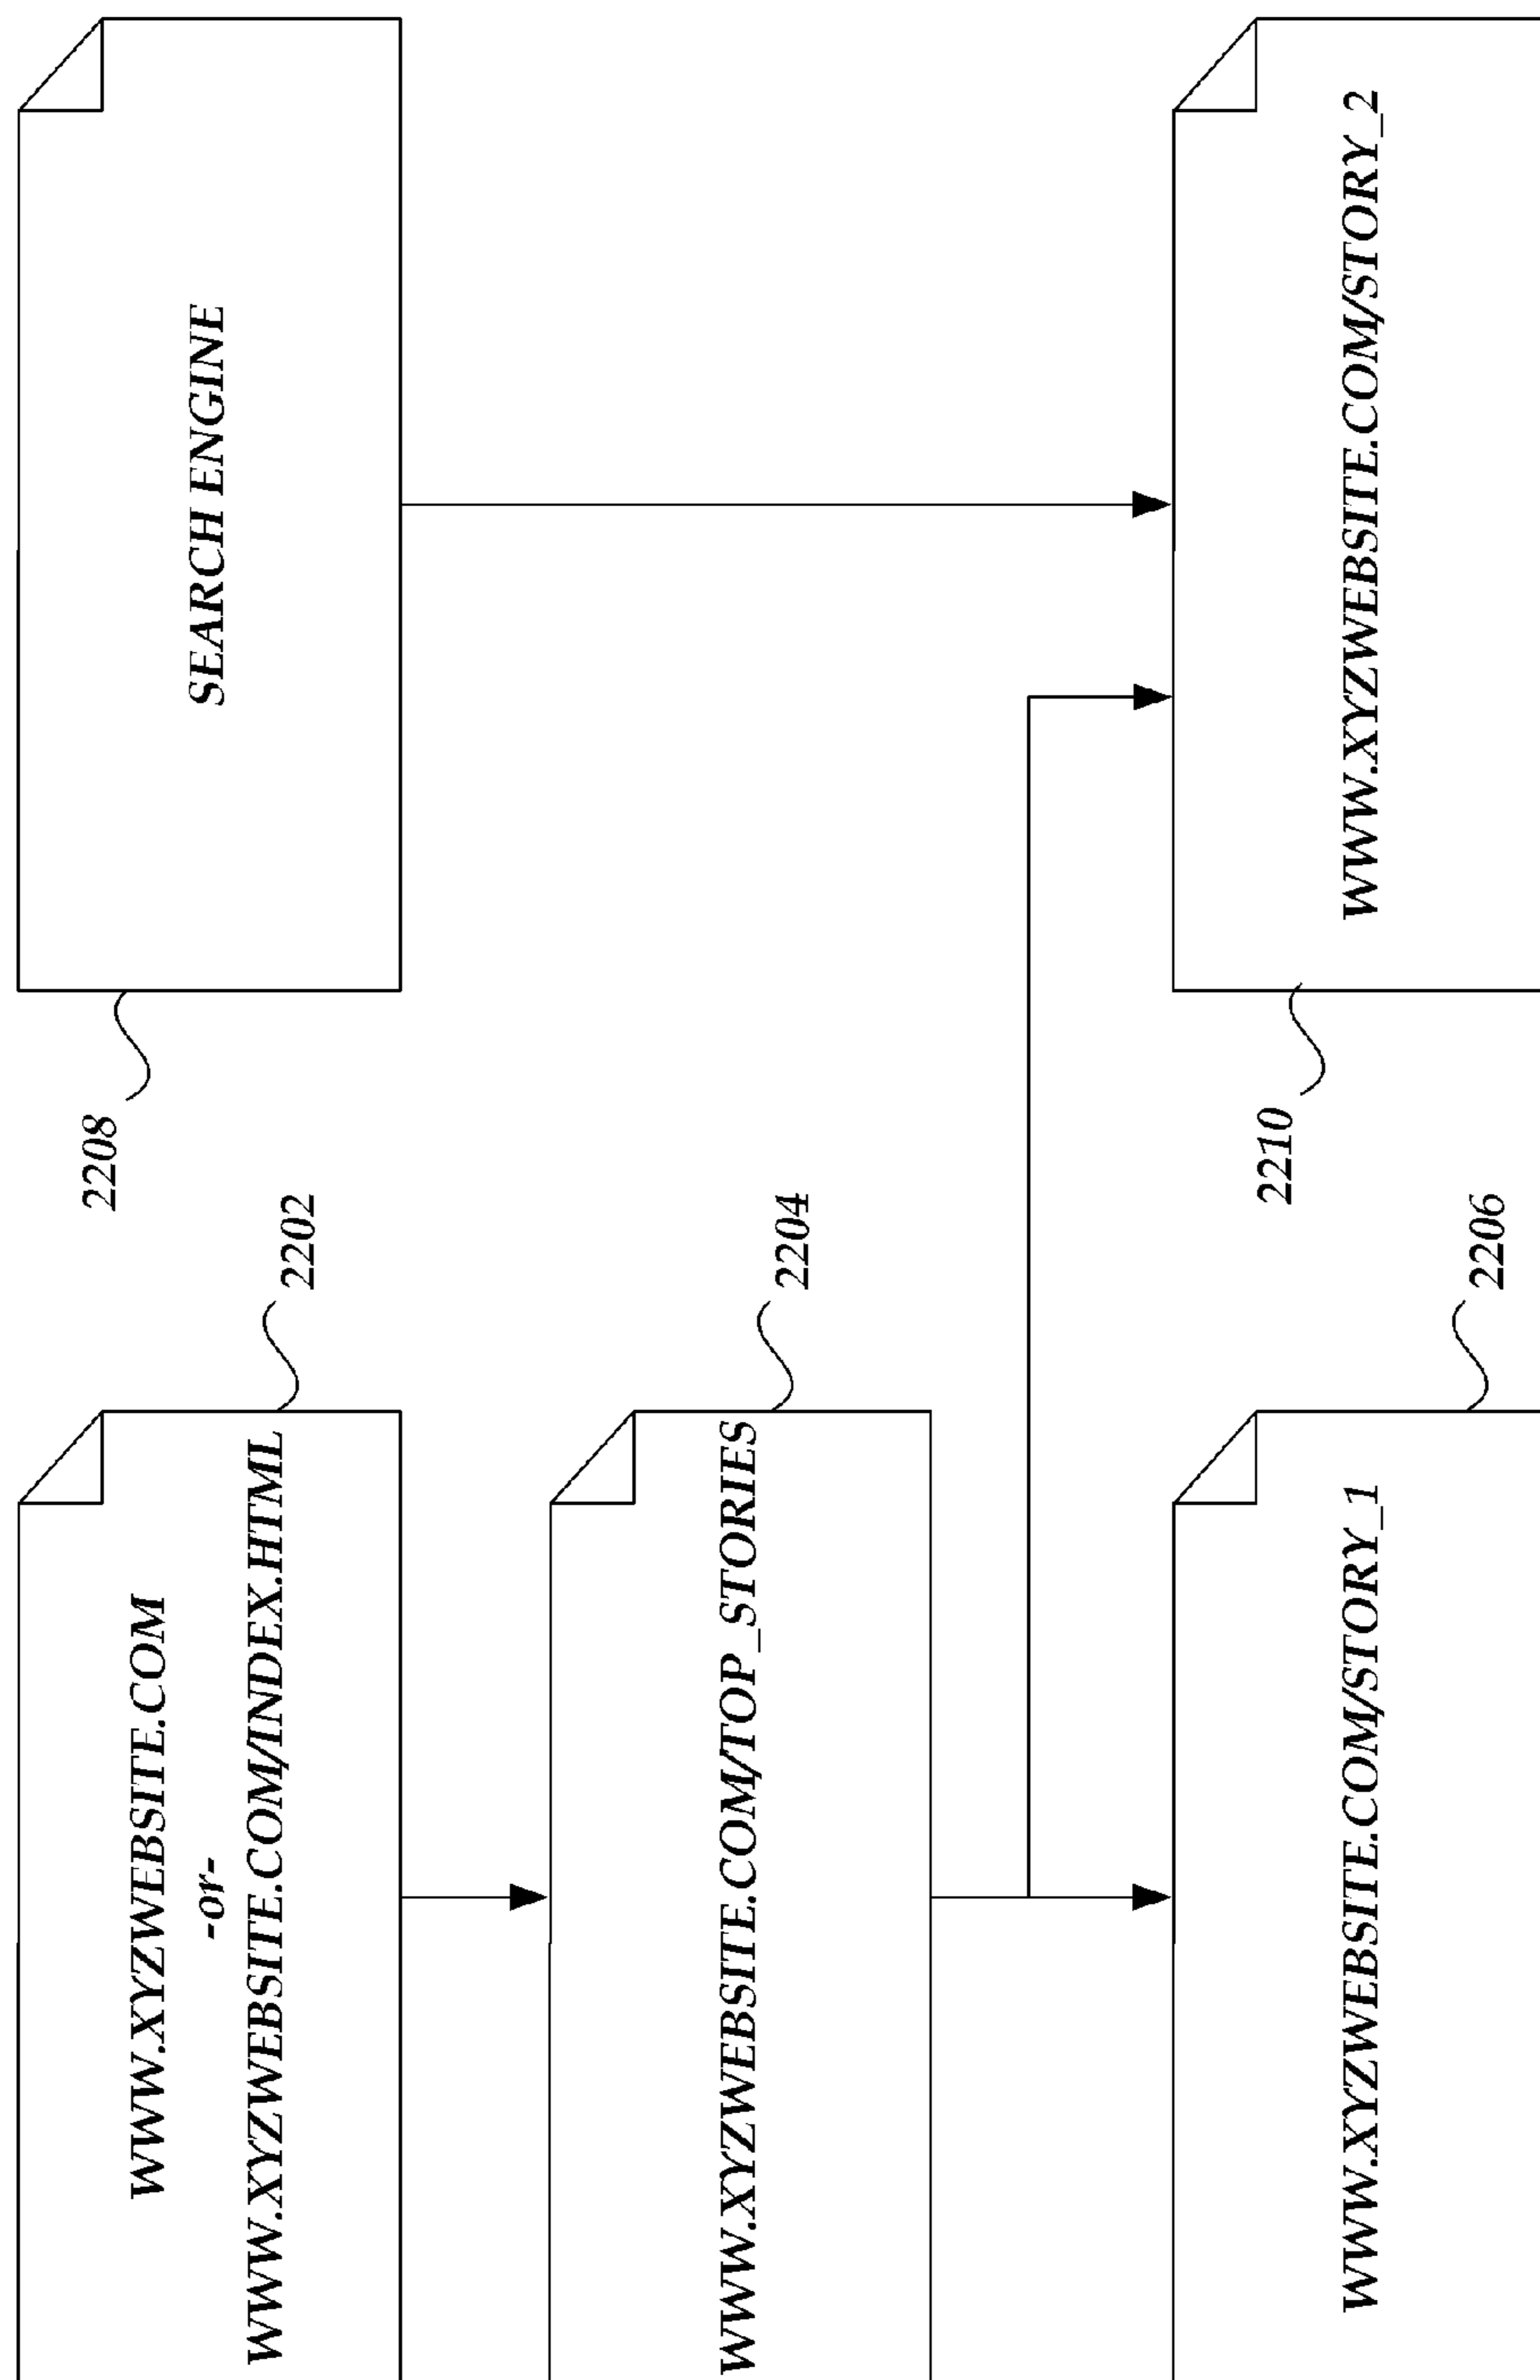 WWW.XYZWEBSITE.COM
-or-
WWW.XYZWEBSITE.COM/INDEX.HTML
2202
WWW.XYZWEBSITE.COM/TOP_STORIES
2204
WWW.XYZWEBSITE.COM/STORY_1
2206
2208
SEARCH ENGINE
2210
WWW.XYZWEBSITE.COM/STORY_2